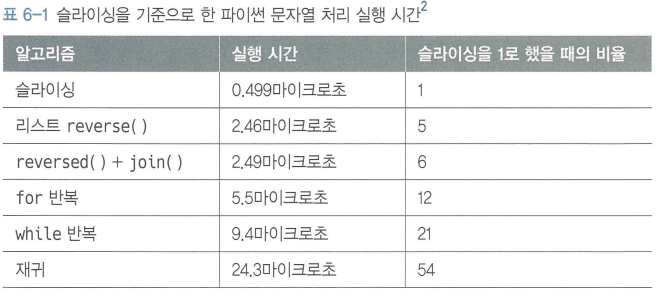 표 6-1 슬라이싱을 기준으로 한 파이썬 문자열 처리 실행 시간2
알고리즘 실행 시간 슬라이싱을 1로 했을 때의 비율
슬라이싱 0.499마이크로초 1
리스트 reverse() 2.46마이크로초 5
reversed() + join() 2.49마이크로초 6
for 반복 5.5마이크로초 12
while 반복 9.4마이크로초 21
재귀 24.3마이크로초 54